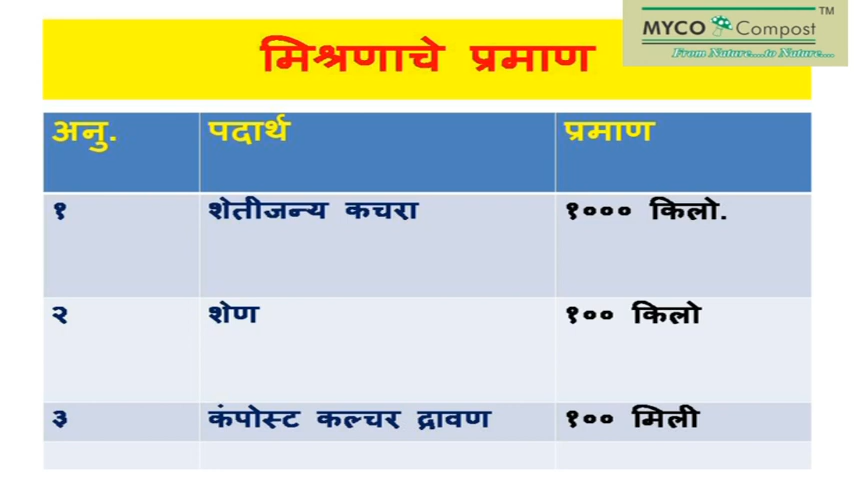 MYCO Compost TM
From Nature....to Nature....
मिश्रणाचे प्रमाण
अनु. पदार्थ प्रमाण
१ शेतीजन्य कचरा १००० किलो.
२ शेण १०० किलो
३ कंपोस्ट कल्चर द्रावण १०० मिली